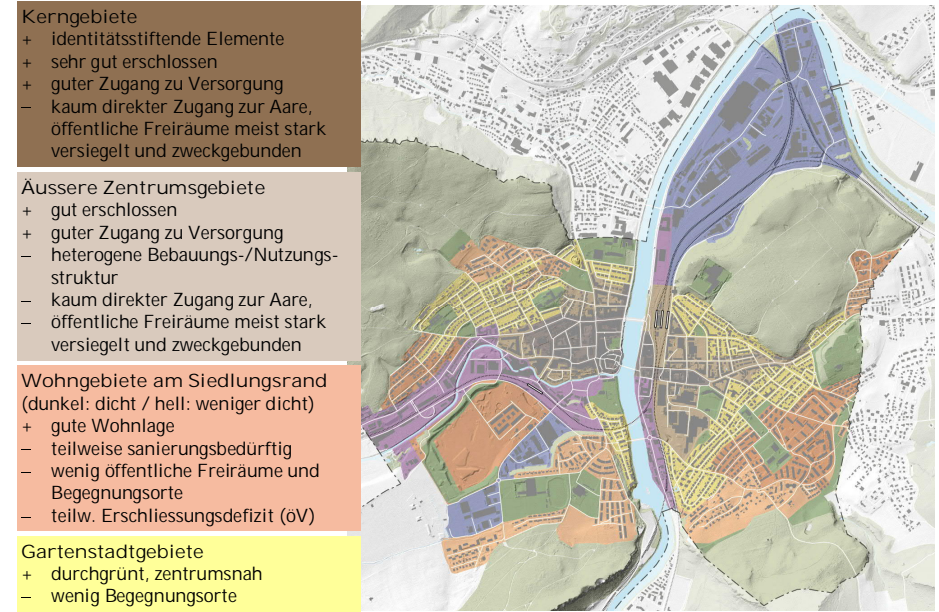 Kerngebiete
+ identitätsstiftende Elemente
+ sehr gut erschlossen
+ guter Zugang zu Versorgung
– kaum direkter Zugang zur Aare,
öffentliche Freiräume meist stark
versiegelt und zweckgebunden
Äussere Zentrumsgebiete
+ gut erschlossen
+ guter Zugang zu Versorgung
– heterogene Bebauungs-/Nutzungs-
struktur
– kaum direkter Zugang zur Aare,
– öffentliche Freiräume meist stark
versiegelt und zweckgebunden
Wohngebiete am Siedlungsrand
(dunkel: dicht / hell: weniger dicht)
+ gute Wohnlage
– teilweise sanierungsbedürftig
– wenig öffentliche Freiräume und
Begegnungsorte
– teilw. Erschliessungsdefizit (öV)
Gartenstadtgebiete
+ durchgrünt, zentrumsnah
– wenig Begegnungsorte